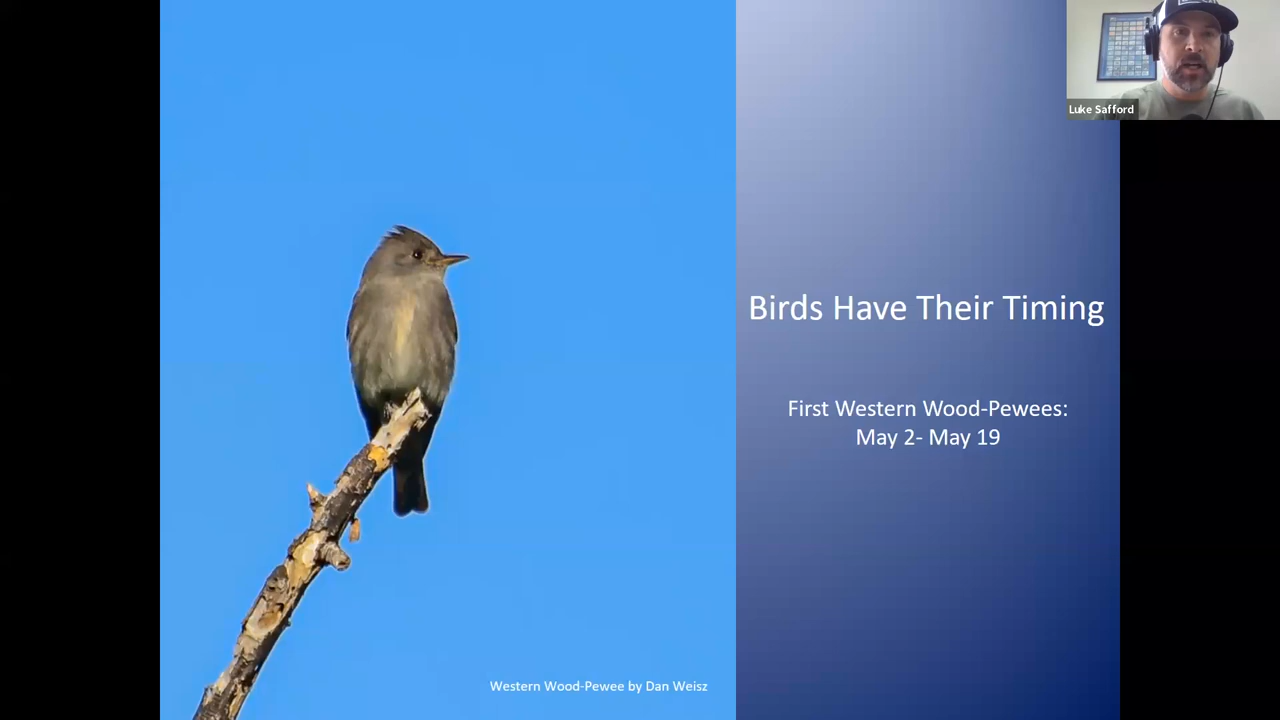 Luke Safford
Birds Have Their Timing
First Western Wood-Pewees:
May 2- May 19
Western Wood-Pewee by Dan Weisz